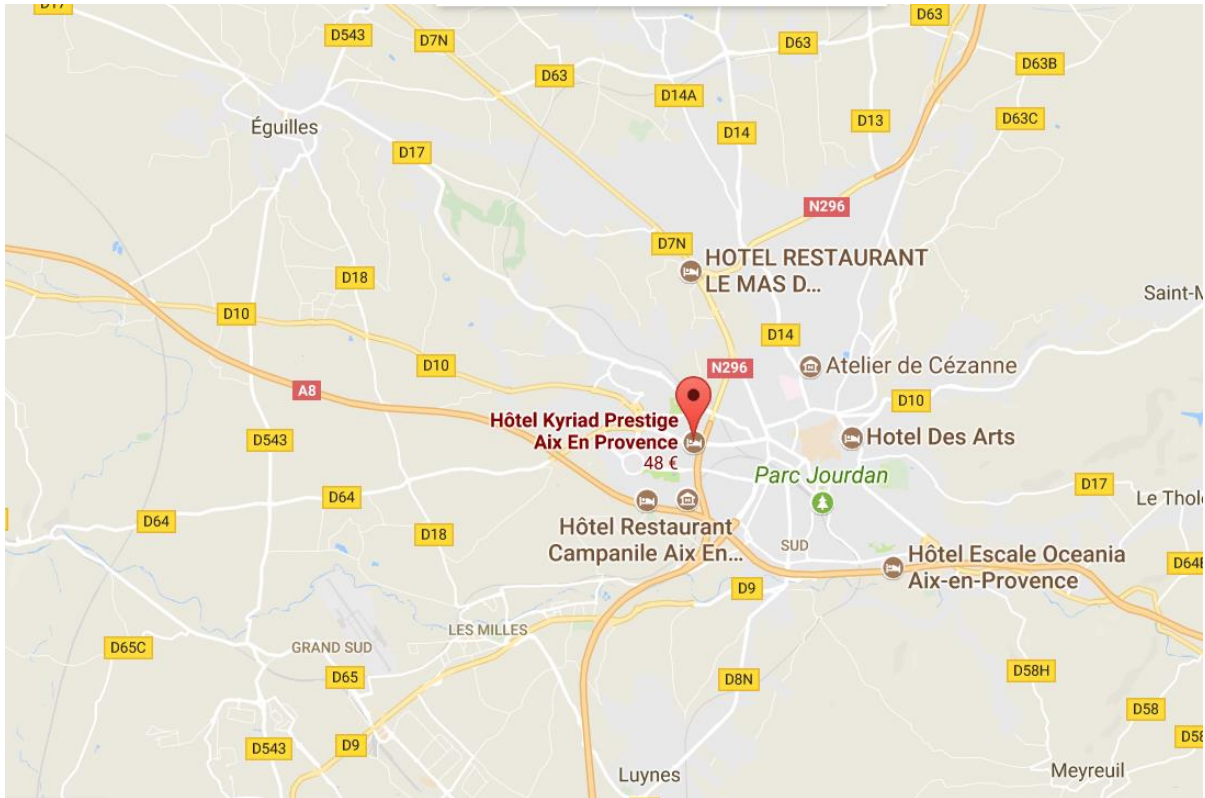 D17
D543
D7N
D63
D63
D63
D63B
D14A
D63C
D14
D13
Éguilles
D17
N296
D7N
HOTEL RESTAURANT
LE MAS D...
D18
Saint-M
D10
D14
N296
D10
Atelier de Cézanne
A8
D10
Hôtel Kyriad Prestige
Aix En Provence
48 €
D543
Hotel Des Arts
Parc Jourdan
D64
D17
Le Thol
D64
D18
Hôtel Restaurant
Campanile Aix En...
SUD
Hôtel Escale Oceania
Aix-en-Provence
D64
D9
LES MILLES
D65C
GRAND SUD
D65
D8N
D58H
D58
D58
D543
D9
Luynes
Meyreuil